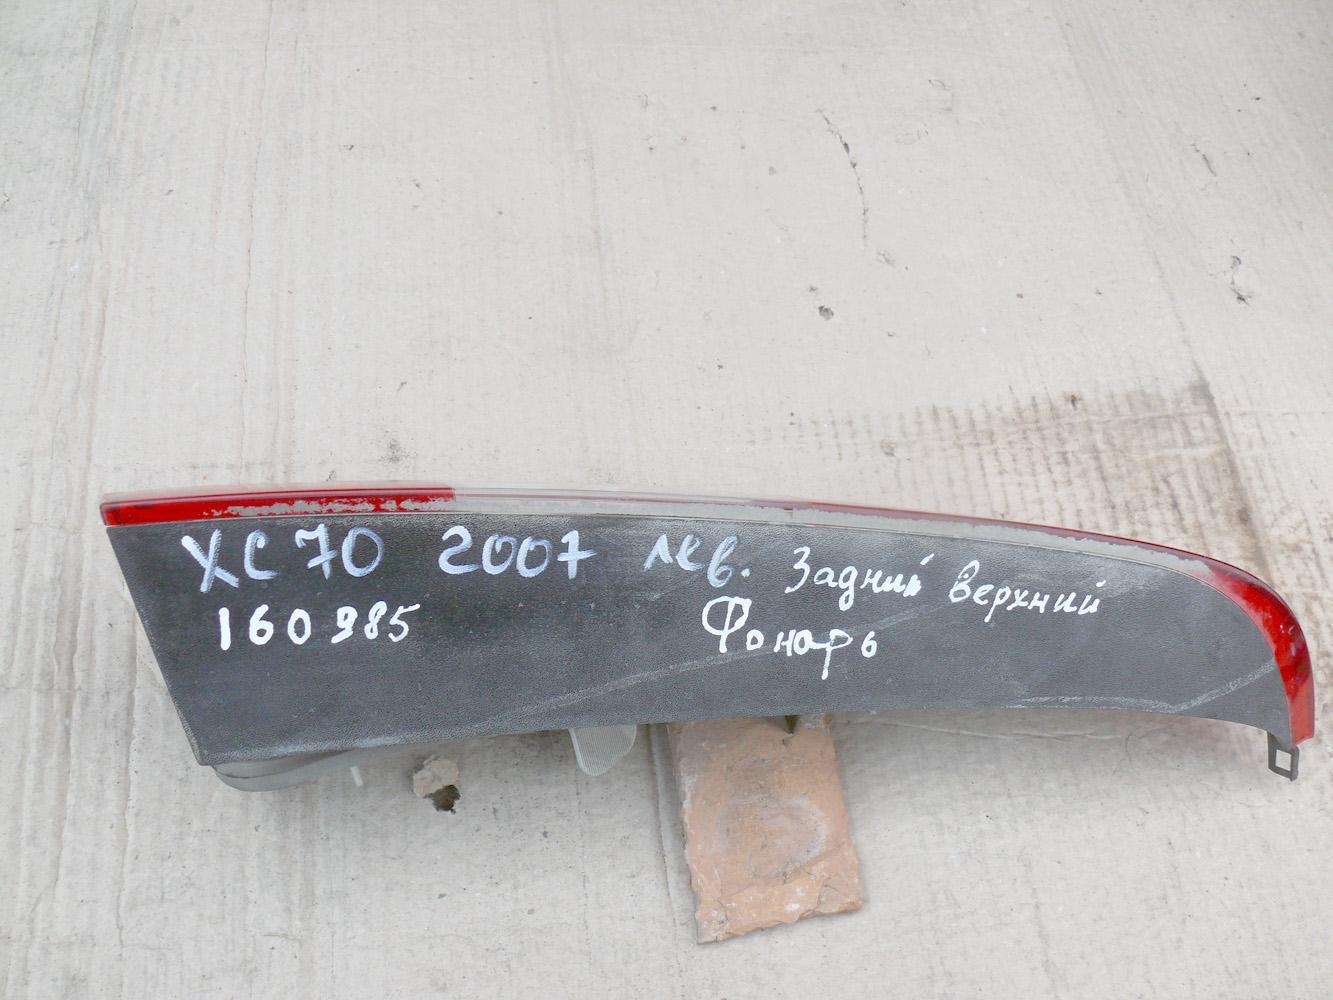 XC 70 2007 лев. Задний верхний
160985 Фонарь